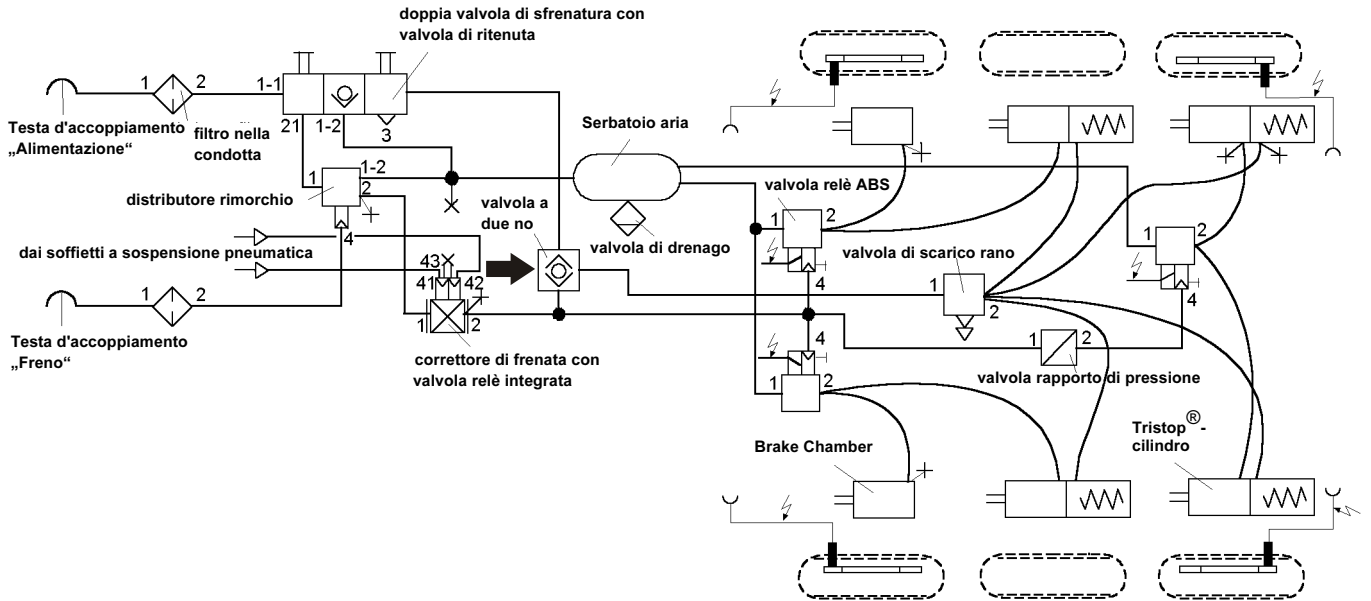 doppia valvola di sfrenatura con
valvola di ritenuta
1
2
1-1
21
1-2
3
Testa d'accoppiamento
„Alimentazione“
filtro nella
condotta
Serbatoio aria
1
1-2
2
distributore rimorchio
4
valvola a
due no
valvola di drenago
valvola relè ABS
1
2
4
dai soffietti a sospensione pneumatica
43
41
42
valvola di scarico rano
1
2
1
2
4
1
2
Testa d'accoppiamento
„Freno“
1
2
correttore di frenata con
valvola relè integrata
4
1
2
1
2
valvola rapporto di pressione
Brake Chamber
Tristop®-
cilindro